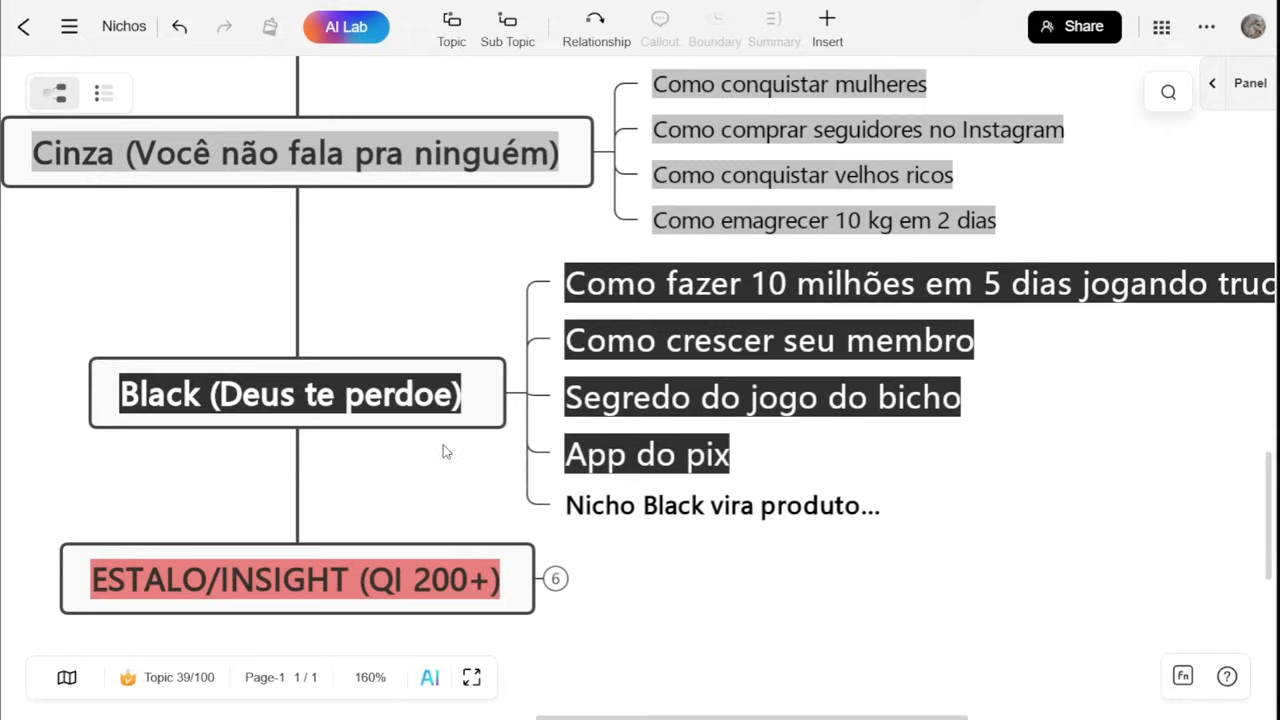 Nichos
AI Lab
Topic
Sub Topic
Relationship
Callout
Boundary
Summary
Insert
Share
Panel
Como conquistar mulheres
Como comprar seguidores no Instagram
Cinza (Você não fala pra ninguém)
Como conquistar velhos ricos
Como emagrecer 10 kg em 2 dias
Como fazer 10 milhões em 5 dias jogando truc
Como crescer seu membro
Black (Deus te perdoe)
Segredo do jogo do bicho
App do pix
Nicho Black vira produto...
ESTALO/INSIGHT (QI 200+)
6
Topic 39/100
Page-1 1 / 1
160%
AI
Fn
?